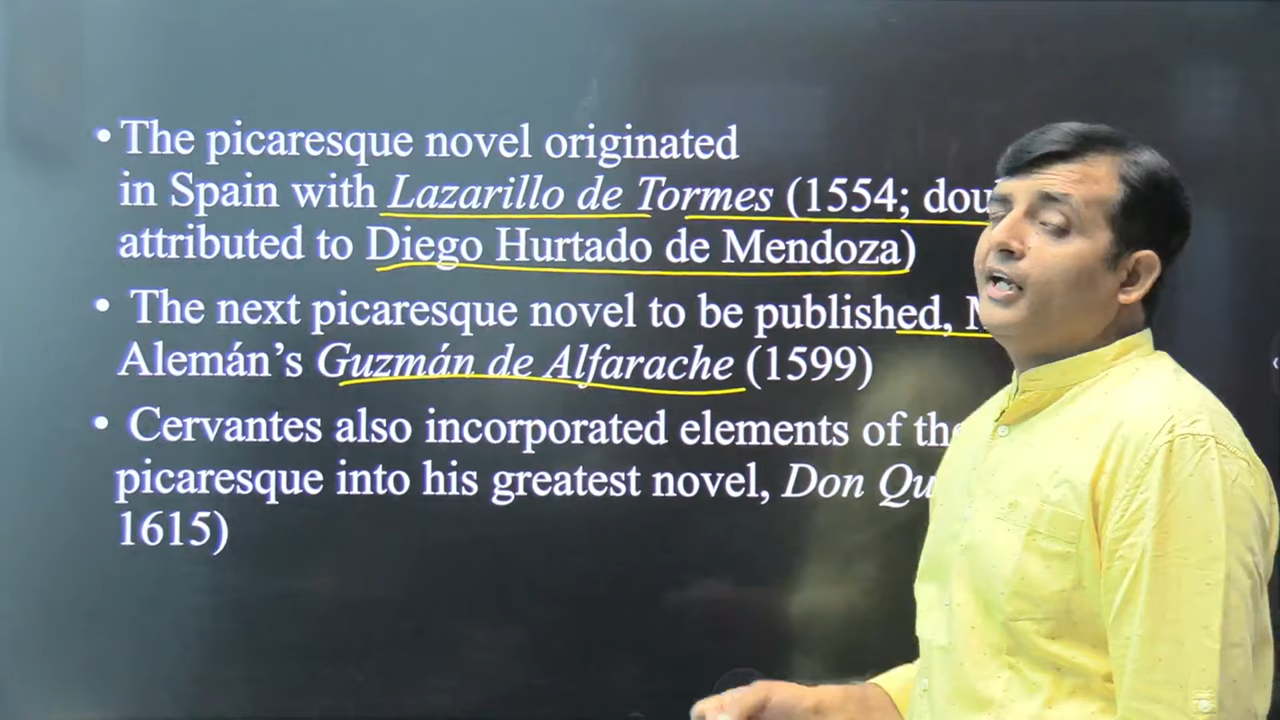 • The picaresque novel originated
in Spain with Lazarillo de Tormes (1554;
attributed to Diego Hurtado de Mendoza)
• The next picaresque novel to be published,
Alemán’s Guzmán de Alfarache (1599)
• Cervantes also incorporated elements of the
picaresque into his greatest novel, Don
1615)